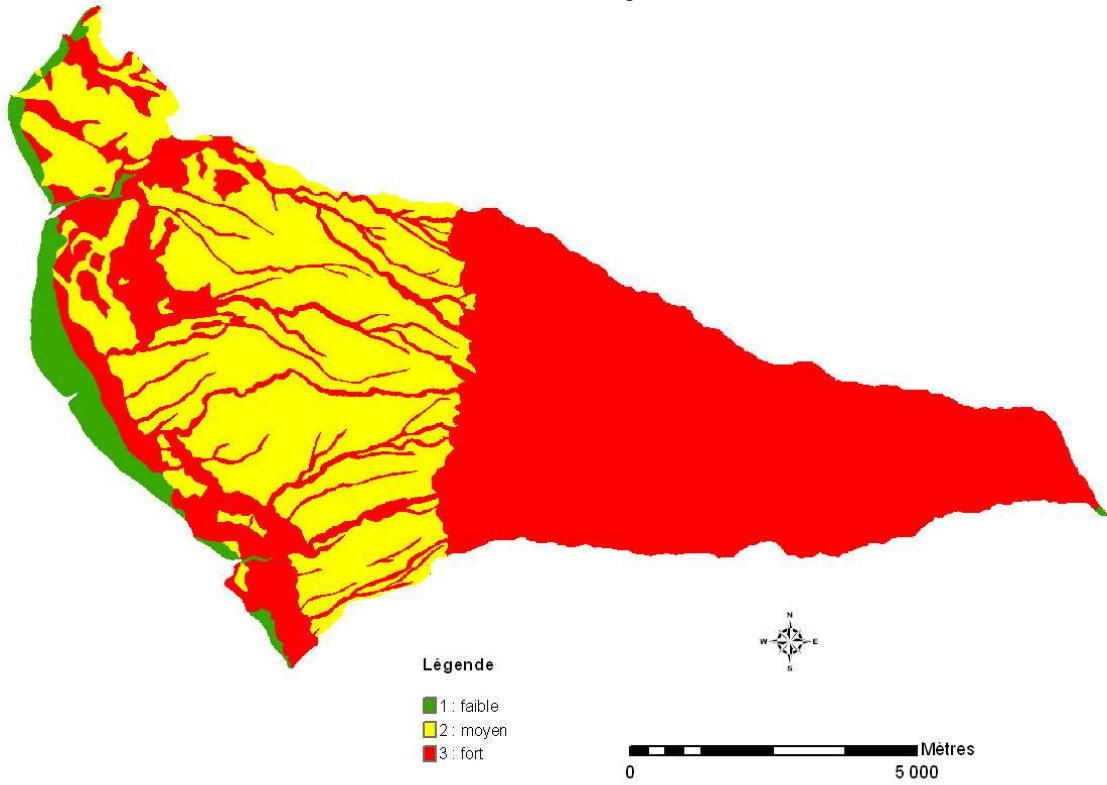 N
W E
S
Légende
1 : faible
2 : moyen
3 : fort
Mètres
0 5 000